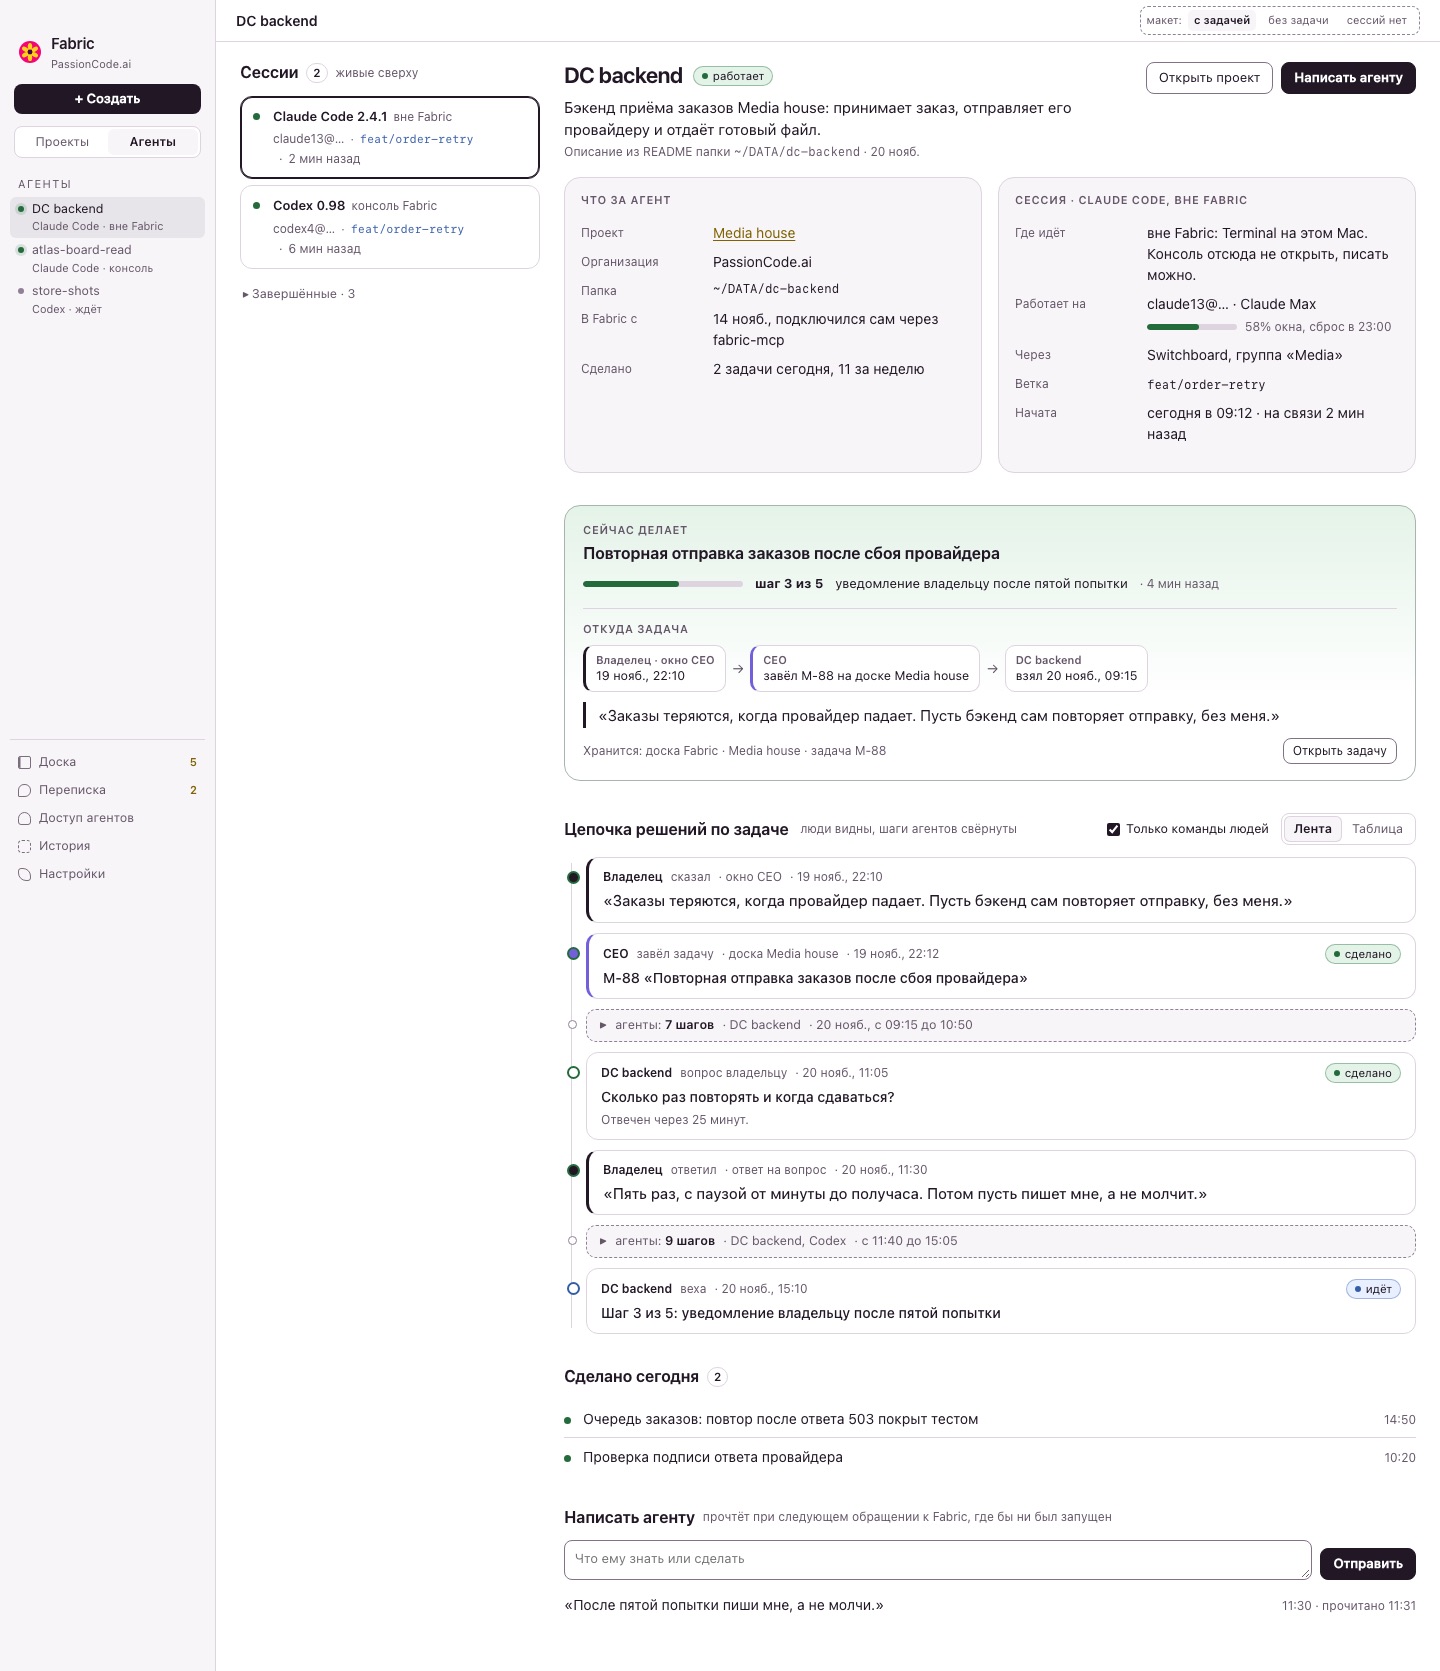 Fabric
PassionCode.ai
+ Создать
Проекты Агенты
АГЕНТЫ
DC backend
Claude Code · вне Fabric
atlas-board-read
Claude Code · консоль
store-shots
Codex · ждёт
Доска 5
Переписка 2
Доступ агентов
История
Настройки
DC backend
макет: с задачей без задачи сессий нет
Сессии 2 живые сверху
Claude Code 2.4.1 вне Fabric
claude13@... · feat/order-retry
· 2 мин назад
Codex 0.98 консоль Fabric
codex4@... · feat/order-retry
· 6 мин назад
▸ Завершённые · 3
DC backend работает
Открыть проект Написать агенту
Бэкенд приёма заказов Media house: принимает заказ, отправляет его
провайдеру и отдаёт готовый файл.
Описание из README папки ~/DATA/dc-backend · 20 нояб.
ЧТО ЗА АГЕНТ
Проект Media house
Организация PassionCode.ai
Папка ~/DATA/dc-backend
В Fabric с 14 нояб., подключился сам через
fabric-mcp
Сделано 2 задачи сегодня, 11 за неделю
СЕССИЯ · CLAUDE CODE, ВНЕ FABRIC
Где идёт вне Fabric: Terminal на этом Mac.
Консоль отсюда не открыть, писать
можно.
Работает на claude13@... · Claude Max
58% окна, сброс в 23:00
Через Switchboard, группа «Media»
Ветка feat/order-retry
Начата сегодня в 09:12 · на связи 2 мин
назад
СЕЙЧАС ДЕЛАЕТ
Повторная отправка заказов после сбоя провайдера
шаг 3 из 5 уведомление владельцу после пятой попытки · 4 мин назад
ОТКУДА ЗАДАЧА
Владелец · окно CEO
19 нояб., 22:10
→
CEO
завёл M-88 на доске Media house
→
DC backend
взял 20 нояб., 09:15
«Заказы теряются, когда провайдер падает. Пусть бэкенд сам повторяет отправку, без меня.»
Хранится: доска Fabric · Media house · задача M-88 Открыть задачу
Цепочка решений по задаче люди видны, шаги агентов свёрнуты Только команды людей Лента Таблица
Владелец сказал · окно CEO · 19 нояб., 22:10
«Заказы теряются, когда провайдер падает. Пусть бэкенд сам повторяет отправку, без меня.»
CEO завёл задачу · доска Media house · 19 нояб., 22:12 сделано
M-88 «Повторная отправка заказов после сбоя провайдера»
▸ агенты: 7 шагов · DC backend · 20 нояб., с 09:15 до 10:50
DC backend вопрос владельцу · 20 нояб., 11:05 сделано
Сколько раз повторять и когда сдаваться?
Отвечен через 25 минут.
Владелец ответил · ответ на вопрос · 20 нояб., 11:30
«Пять раз, с паузой от минуты до получаса. Потом пусть пишет мне, а не молчит.»
▸ агенты: 9 шагов · DC backend, Codex · с 11:40 до 15:05
DC backend веха · 20 нояб., 15:10 идёт
Шаг 3 из 5: уведомление владельцу после пятой попытки
Сделано сегодня 2
Очередь заказов: повтор после ответа 503 покрыт тестом 14:50
Проверка подписи ответа провайдера 10:20
Написать агенту прочтёт при следующем обращении к Fabric, где бы ни был запущен
Что ему знать или сделать
Отправить
«После пятой попытки пиши мне, а не молчи.» 11:30 · прочитано 11:31